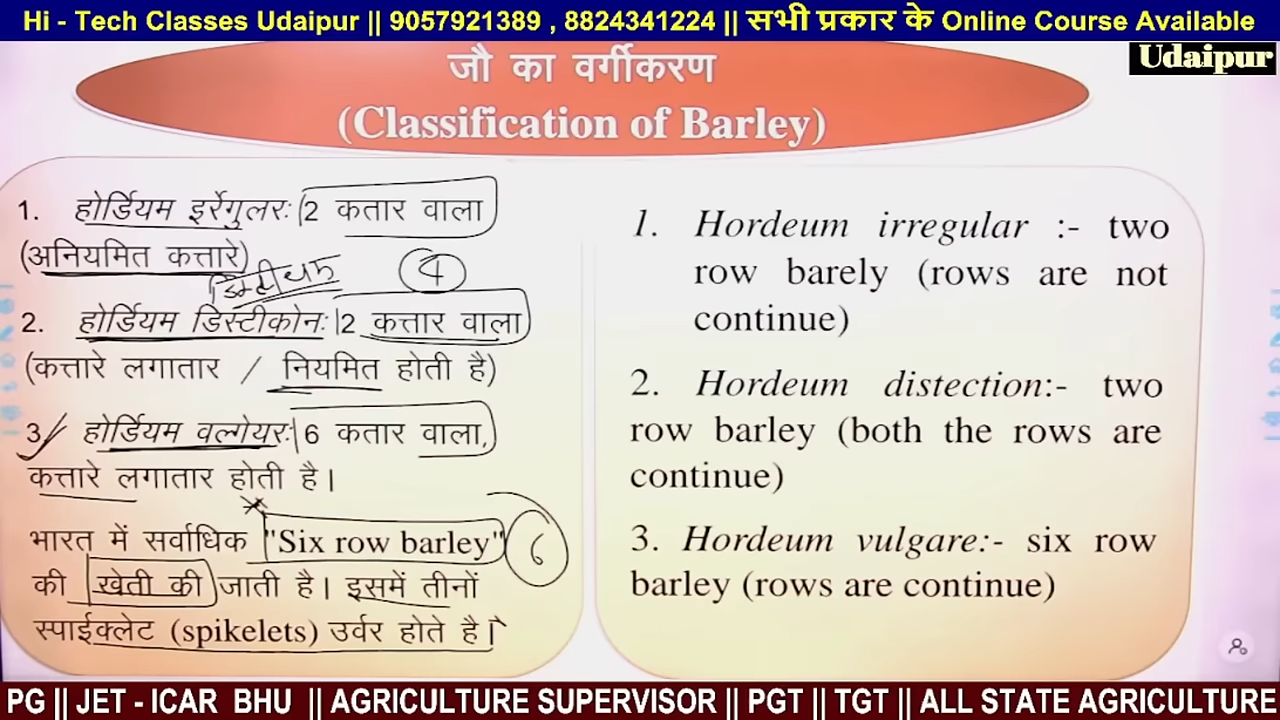 Hi - Tech Classes Udaipur || 9057921389 , 8824341224 || सभी प्रकार के Online Course Available
Udaipur
जौ का वर्गीकरण
(Classification of Barley)
1. होर्डियम इर्रेगुलरः 2 कतार वाला
(अनियमित कत्तारे)
डिस्टीयम 4
2. होर्डियम डिस्टीकोनः 2 कत्तार वाला
(कत्तारे लगातार / नियमित होती है)
3. होर्डियम वल्गेयरः 6 कतार वाला,
कत्तारे लगातार होती है।
भारत में सर्वाधिक "Six row barley" 6
की खेती की जाती है। इसमें तीनों
स्पाईक्लेट (spikelets) उर्वर होते है।
1. Hordeum irregular :- two
row barely (rows are not
continue)
2. Hordeum distection:- two
row barley (both the rows are
continue)
3. Hordeum vulgare:- six row
barley (rows are continue)
PG || JET - ICAR BHU || AGRICULTURE SUPERVISOR || PGT || TGT || ALL STATE AGRICULTURE